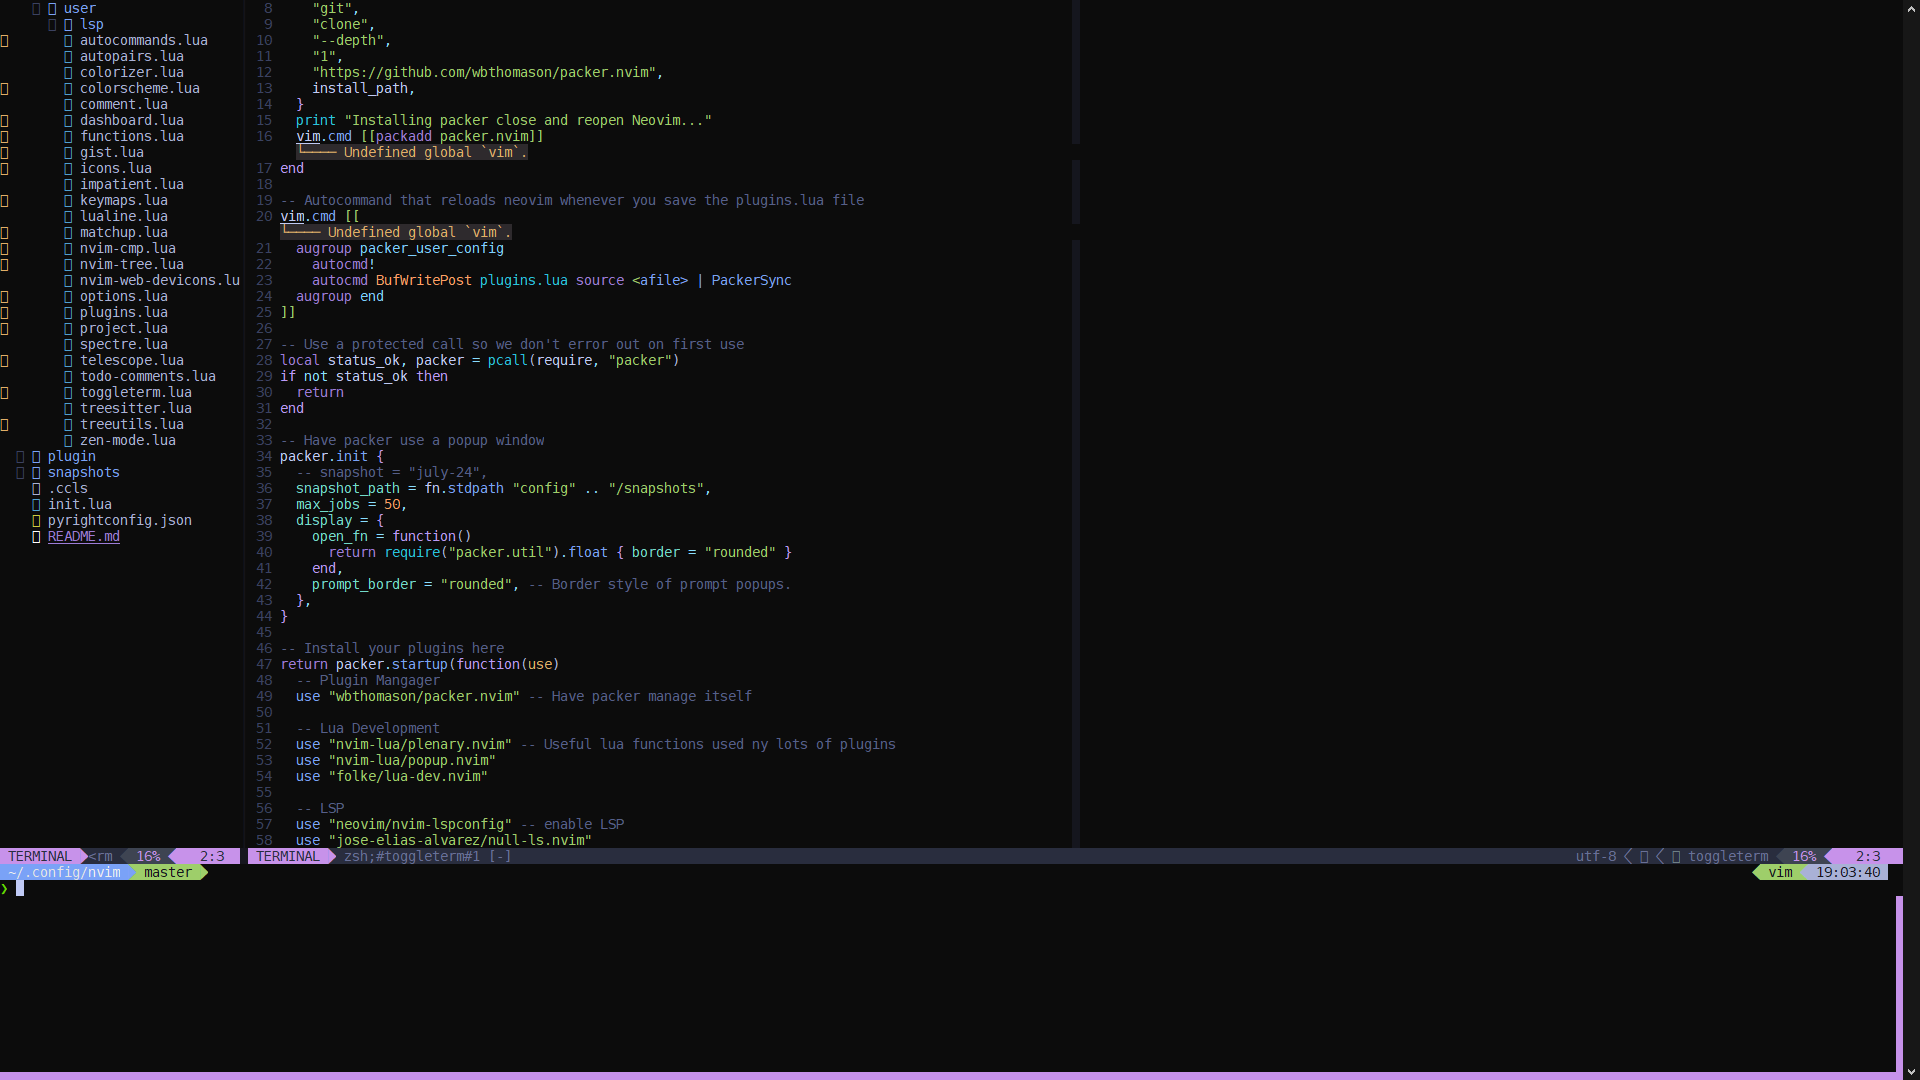 user
lsp
autocommands.lua
autopairs.lua
colorizer.lua
colorscheme.lua
comment.lua
dashboard.lua
functions.lua
gist.lua
icons.lua
impatient.lua
keymaps.lua
lualine.lua
matchup.lua
nvim-cmp.lua
nvim-tree.lua
nvim-web-devicons.lu
options.lua
plugins.lua
project.lua
spectre.lua
telescope.lua
todo-comments.lua
toggleterm.lua
treesitter.lua
treeutils.lua
zen-mode.lua
plugin
snapshots
.ccls
init.lua
pyrightconfig.json
README.md
8 "git",
9 "clone",
10 "--depth",
11 "1",
12 "https://github.com/wbthomason/packer.nvim",
13 install_path,
14 }
15 print "Installing packer close and reopen Neovim..."
16 vim.cmd [[packadd packer.nvim]]
└──── Undefined global `vim`.
17 end
18
19 -- Autocommand that reloads neovim whenever you save the plugins.lua file
20 vim.cmd [[
└──── Undefined global `vim`.
21 augroup packer_user_config
22 autocmd!
23 autocmd BufWritePost plugins.lua source <afile> | PackerSync
24 augroup end
25 ]]
26
27 -- Use a protected call so we don't error out on first use
28 local status_ok, packer = pcall(require, "packer")
29 if not status_ok then
30 return
31 end
32
33 -- Have packer use a popup window
34 packer.init {
35 -- snapshot = "july-24",
36 snapshot_path = fn.stdpath "config" .. "/snapshots",
37 max_jobs = 50,
38 display = {
39 open_fn = function()
40 return require("packer.util").float { border = "rounded" }
41 end,
42 prompt_border = "rounded", -- Border style of prompt popups.
43 },
44 }
45
46 -- Install your plugins here
47 return packer.startup(function(use)
48 -- Plugin Mangager
49 use "wbthomason/packer.nvim" -- Have packer manage itself
50
51 -- Lua Development
52 use "nvim-lua/plenary.nvim" -- Useful lua functions used ny lots of plugins
53 use "nvim-lua/popup.nvim"
54 use "folke/lua-dev.nvim"
55
56 -- LSP
57 use "neovim/nvim-lspconfig" -- enable LSP
58 use "jose-elias-alvarez/null-ls.nvim"
TERMINAL <rm 16% 2:3 TERMINAL zsh;#toggleterm#1 [-] utf-8 toggleterm 16% 2:3
~/.config/nvim master vim 19:03:40
❯